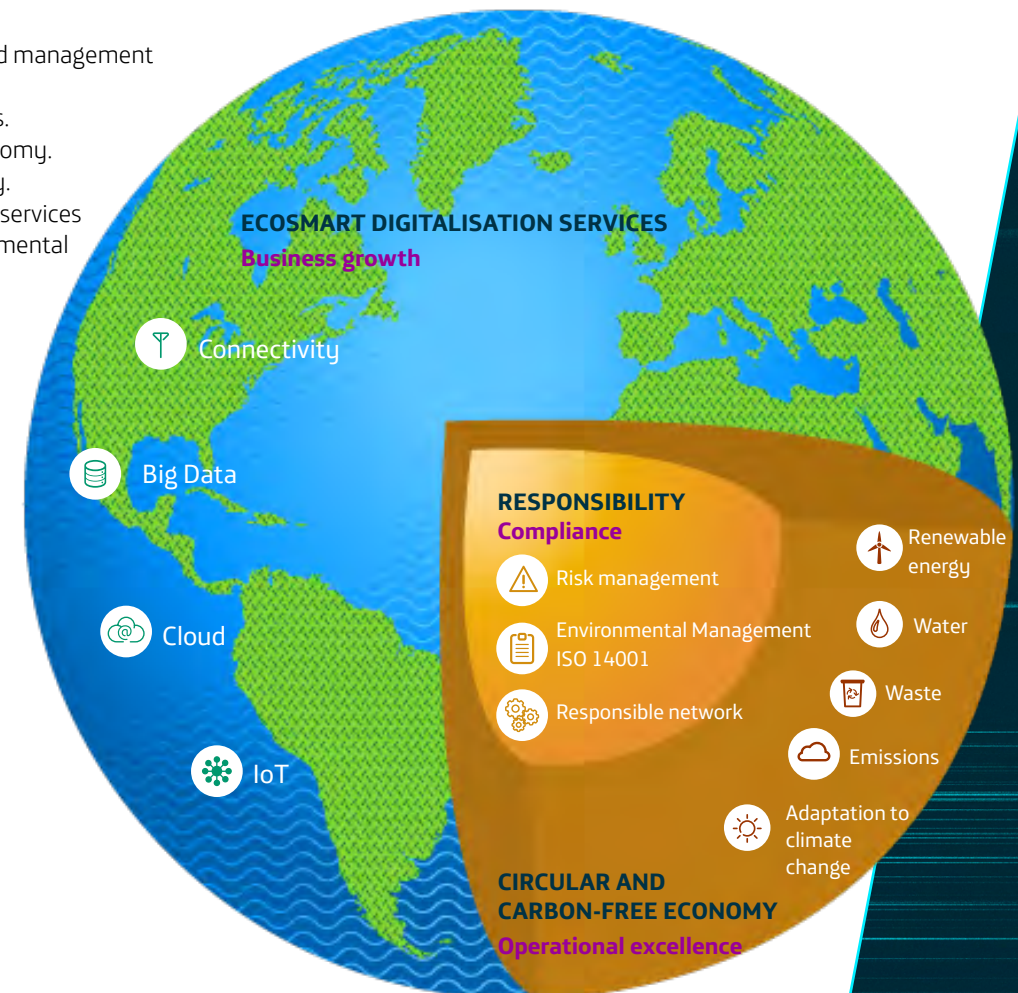 d management
s.
omy.
y.
services
mental
ECOSMART DIGITALISATION SERVICES
Business growth
Connectivity
Big Data
Cloud
IoT
RESPONSIBILITY
Compliance
Risk management
Environmental Management
ISO 14001
Responsible network
Renewable
energy
Water
Waste
Emissions
Adaptation to
climate
change
CIRCULAR AND
CARBON-FREE ECONOMY
Operational excellence